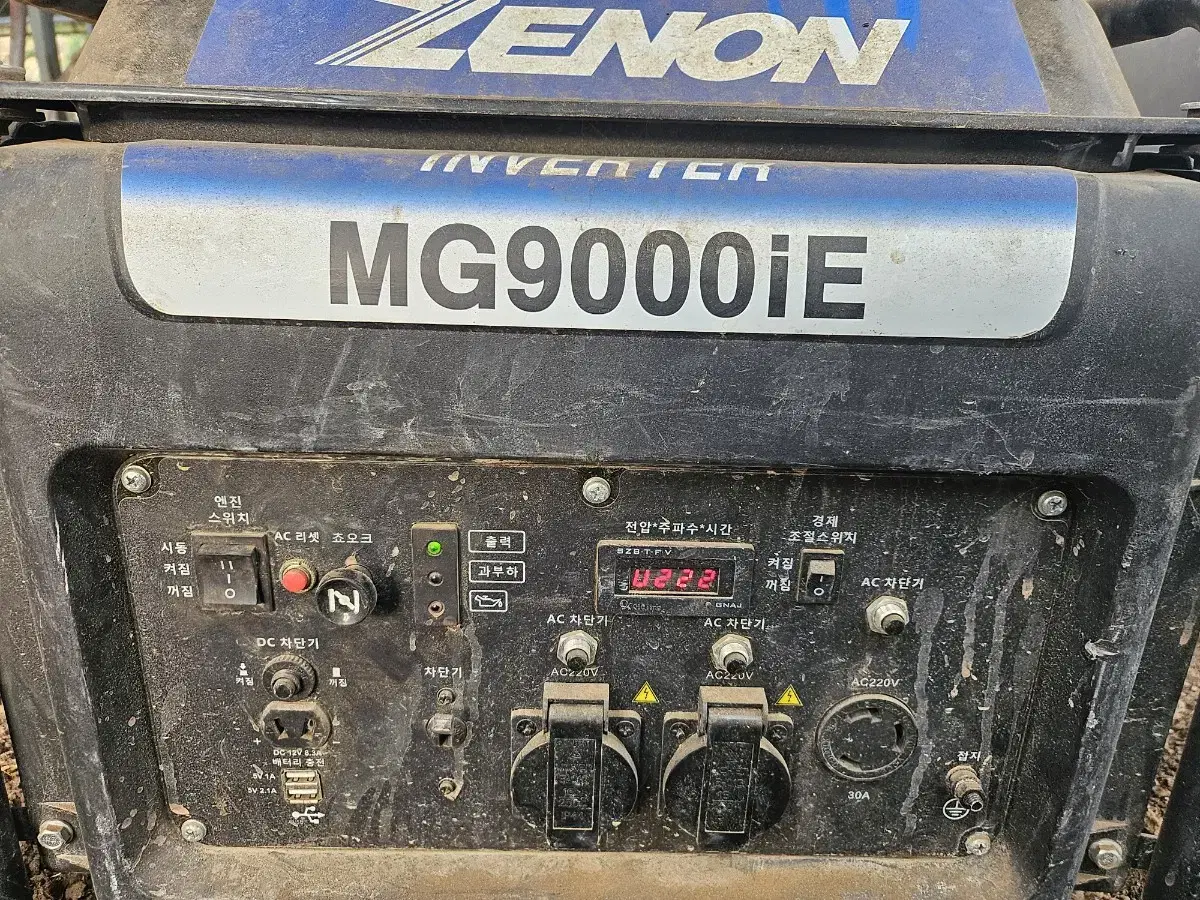 ZENON
INVERTER
MG9000iE
엔진
스위치
시동
켜짐
꺼짐
AC 리셋
쵸오크
출력
과부하
전압*주파수*시간
SZBT-FV
U222
GNAJ
경제
조절스위치
켜짐
꺼짐
AC 차단기
AC 차단기
AC 차단기
DC 차단기
켜짐
꺼짐
차단기
AC220V
AC220V
AC220V
30A
접지
+ -
DC 12V 8.3A
배터리 충전
5V 1A
5V 2.1A